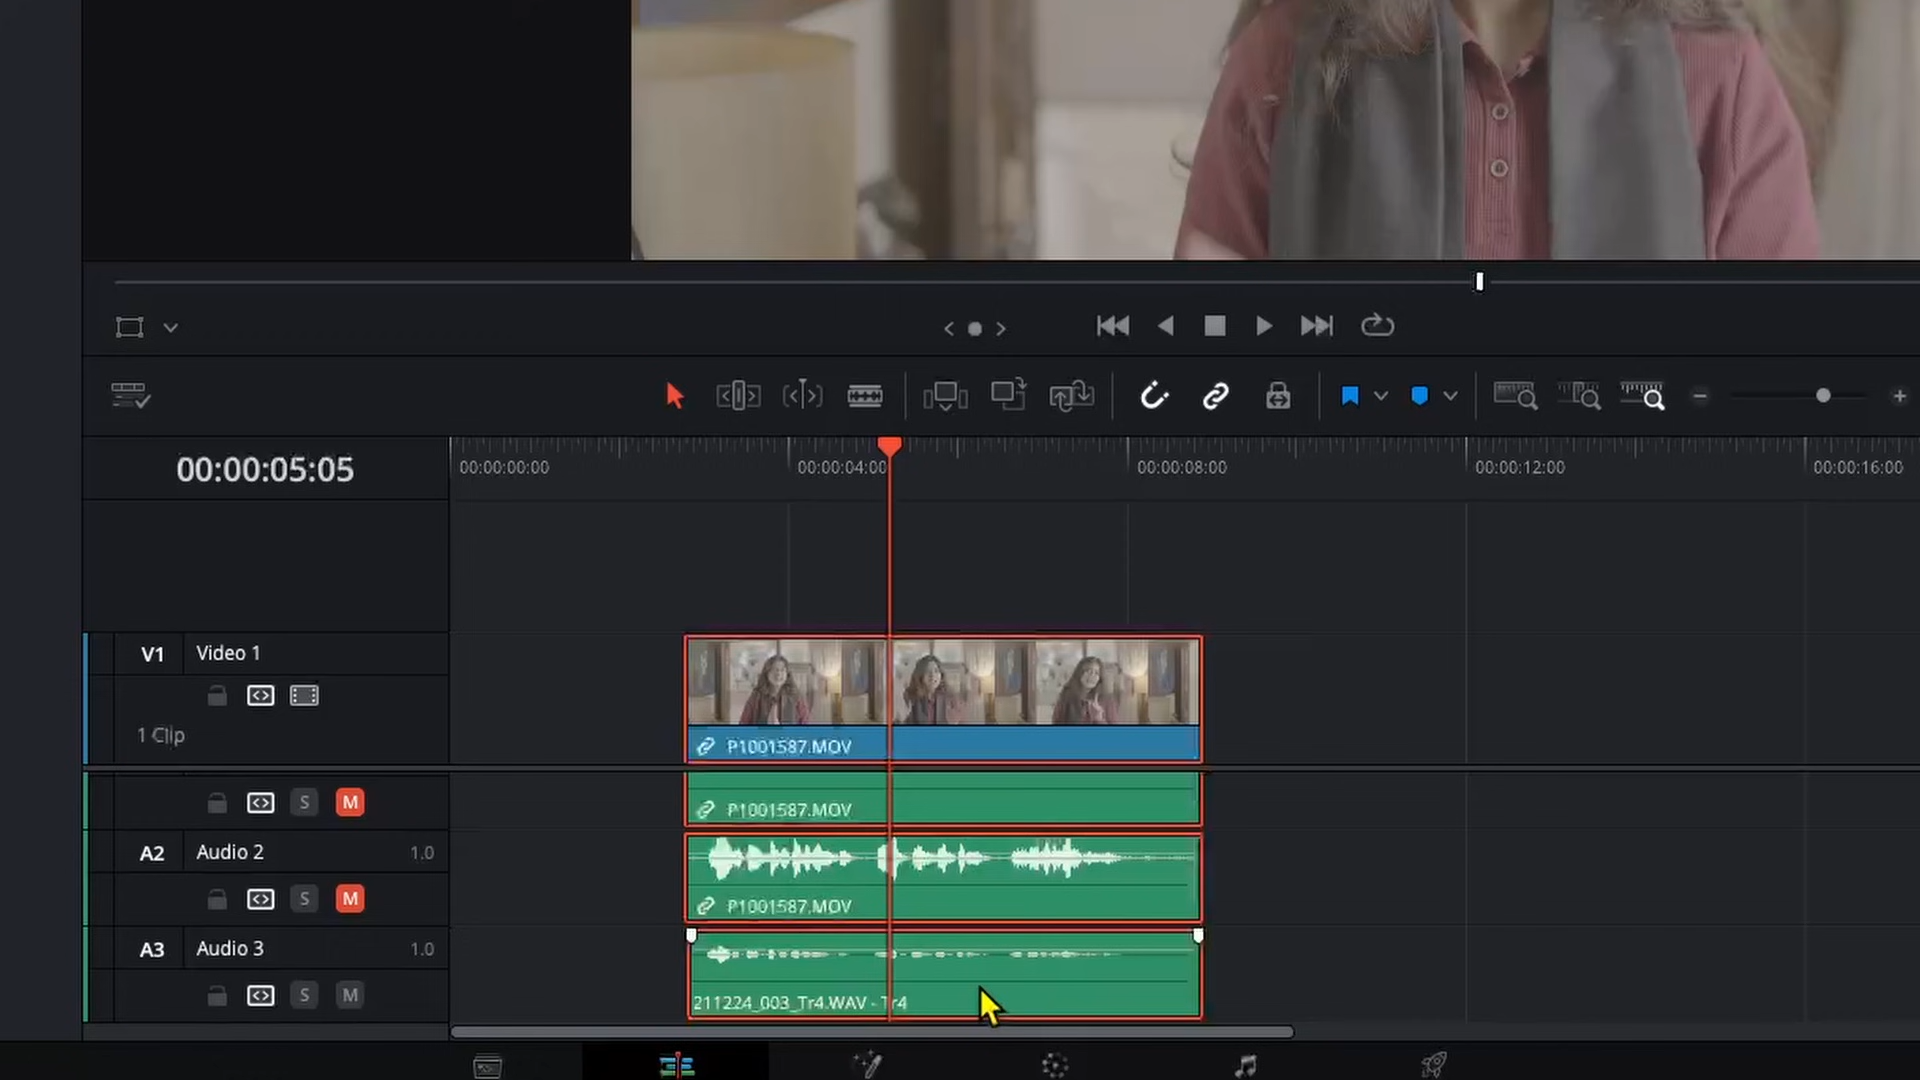 00:00:05:05
00:00:00:00
00:00:04:00
00:00:08:00
00:00:12:00
00:00:16:00
V1 Video 1
1 Clip
P1001587.MOV
S M
P1001587.MOV
A2 Audio 2 1.0
S M
P1001587.MOV
A3 Audio 3 1.0
S M
211224_003_Tr4.WAV - Tr4